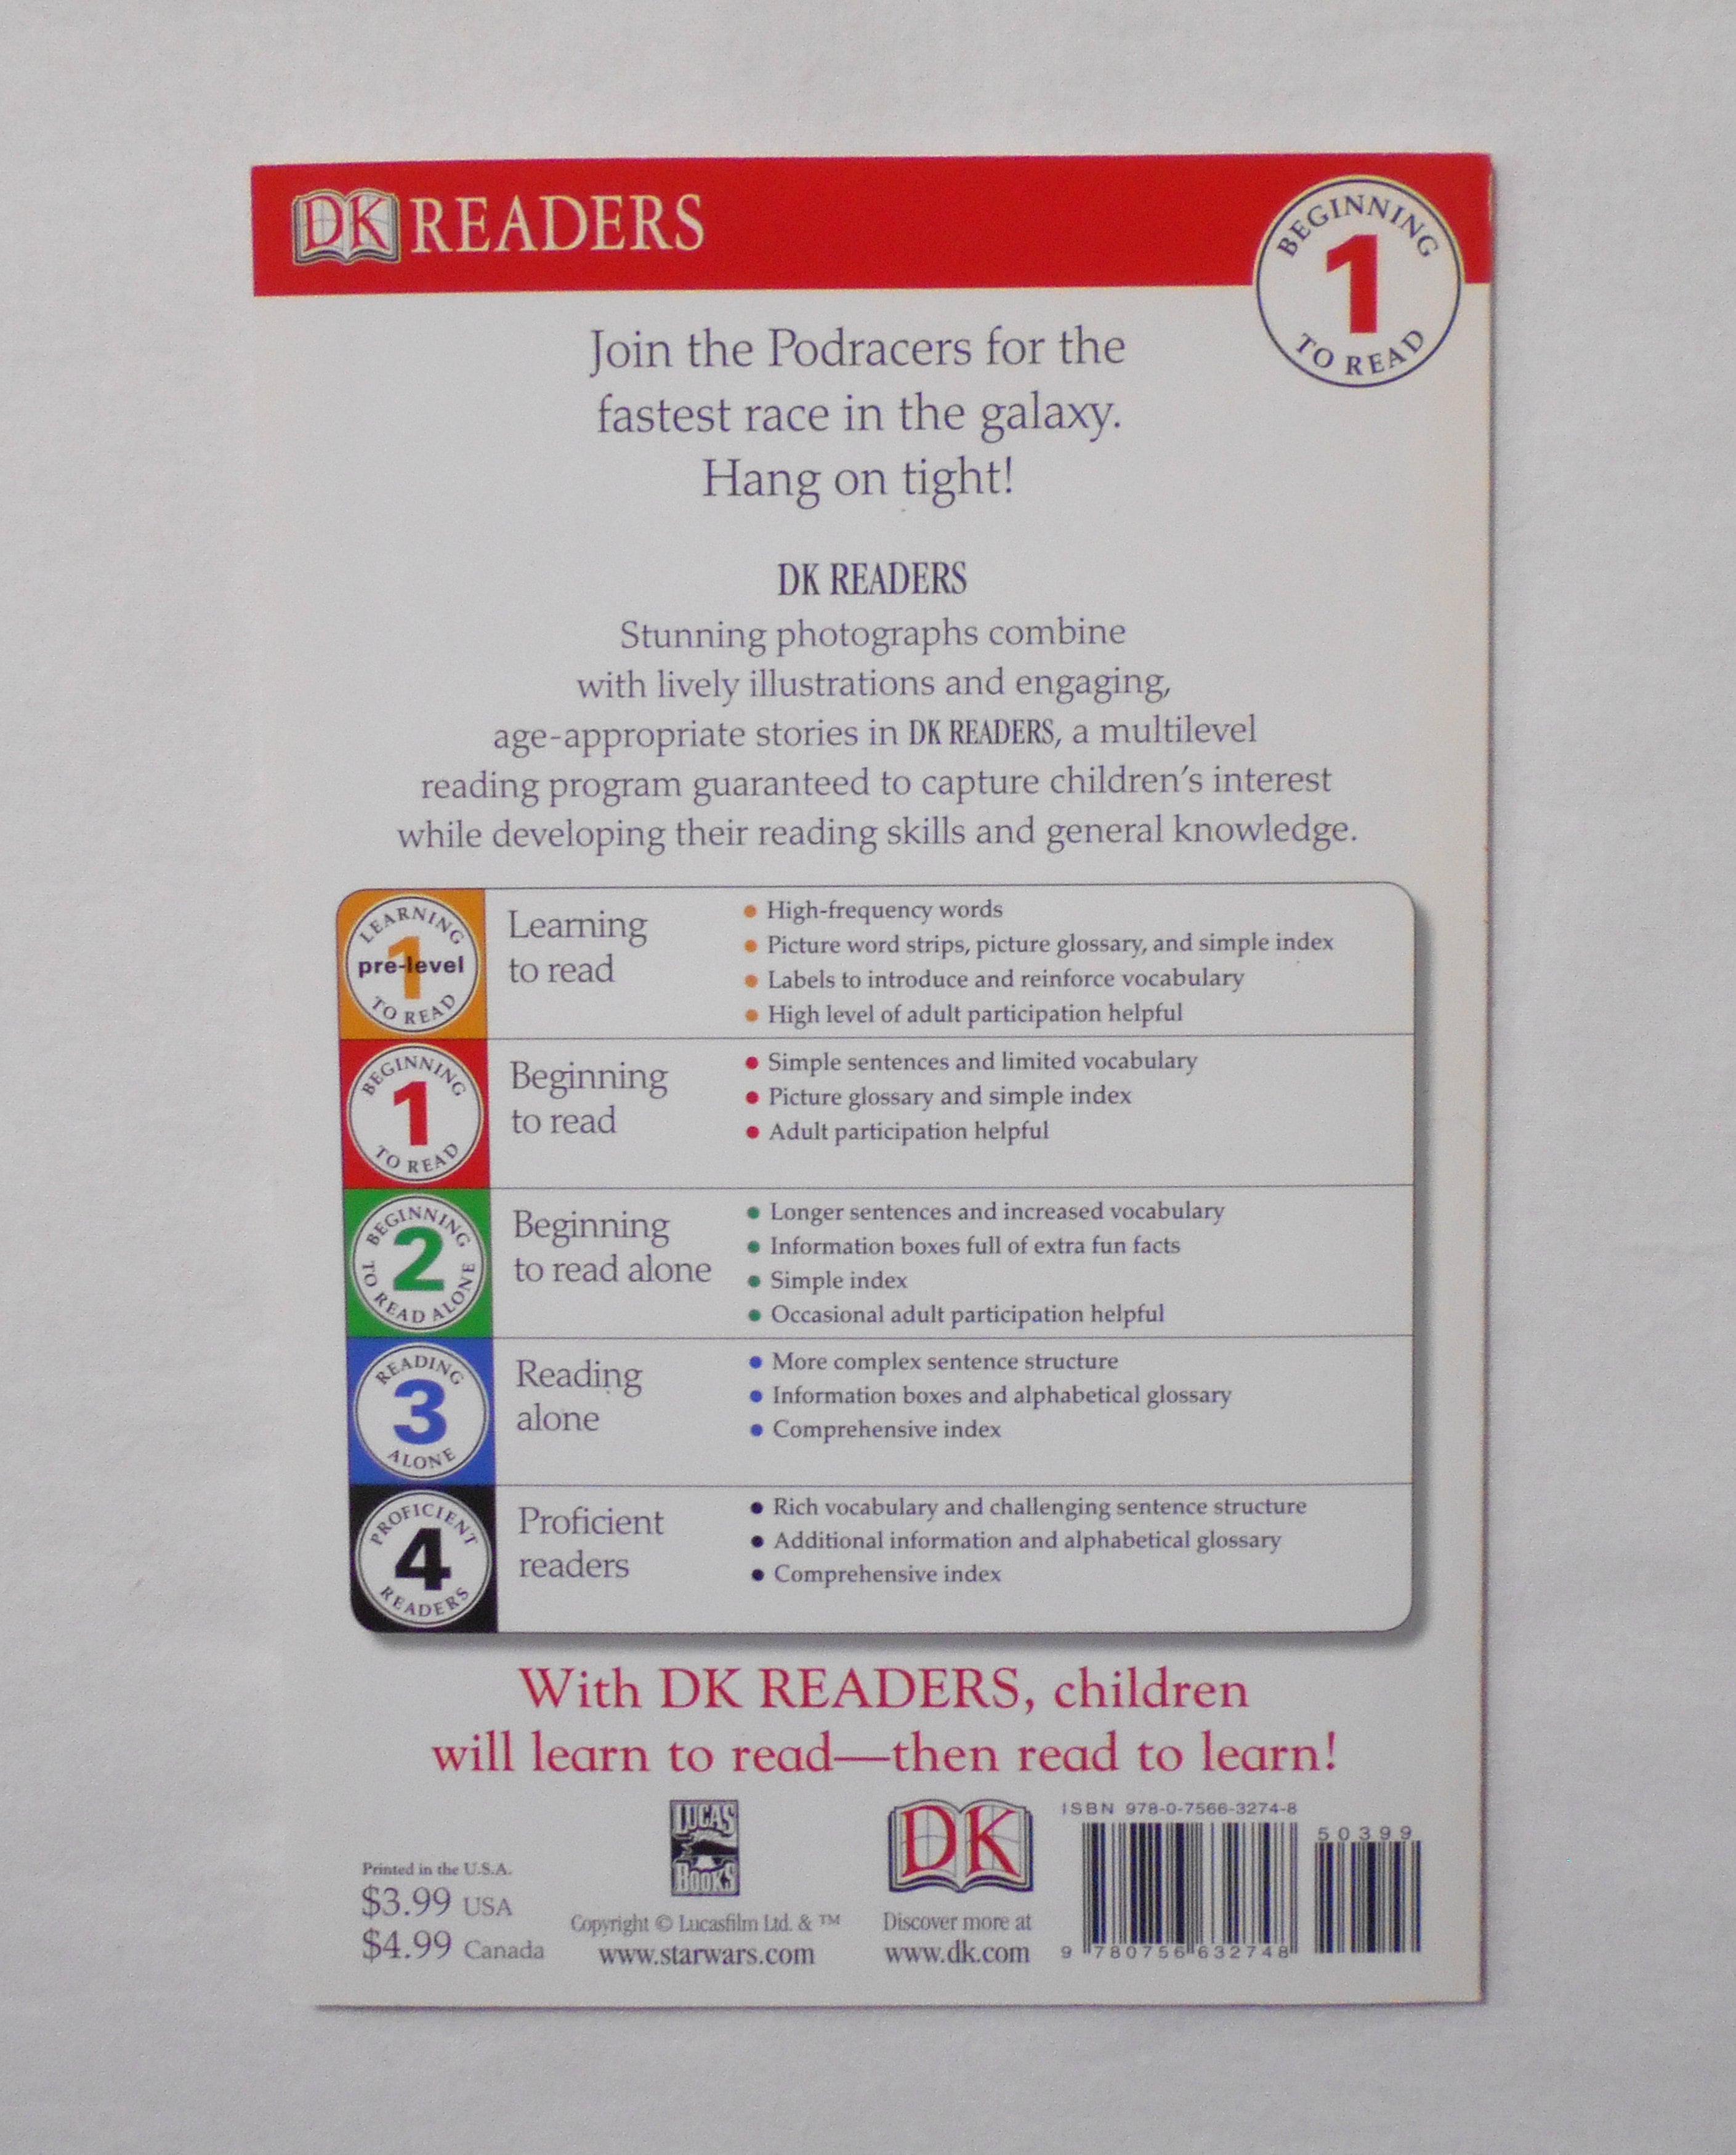 DK READERS
BEGINNING
1
TO READ
Join the Podracers for the
fastest race in the galaxy.
Hang on tight!
DK READERS
Stunning photographs combine
with lively illustrations and engaging,
age-appropriate stories in DK READERS, a multilevel
reading program guaranteed to capture children's interest
while developing their reading skills and general knowledge.
LEARNING
1
pre-level
TO READ
Learning
to read
• High-frequency words
• Picture word strips, picture glossary, and simple index
• Labels to introduce and reinforce vocabulary
• High level of adult participation helpful
BEGINNING
1
TO READ
Beginning
to read
• Simple sentences and limited vocabulary
• Picture glossary and simple index
• Adult participation helpful
BEGINNING
2
TO READ ALONE
Beginning
to read alone
• Longer sentences and increased vocabulary
• Information boxes full of extra fun facts
• Simple index
• Occasional adult participation helpful
READING
3
ALONE
Reading
alone
• More complex sentence structure
• Information boxes and alphabetical glossary
• Comprehensive index
PROFICIENT
4
READERS
Proficient
readers
• Rich vocabulary and challenging sentence structure
• Additional information and alphabetical glossary
• Comprehensive index
With DK READERS, children
will learn to read—then read to learn!
Printed in the U.S.A.
$3.99 USA
$4.99 Canada
LUCAS
BOOKS
Copyright © Lucasfilm Ltd. & ™
www.starwars.com
DK
Discover more at
www.dk.com
ISBN 978-0-7566-3274-8
50399
9 780756 632748